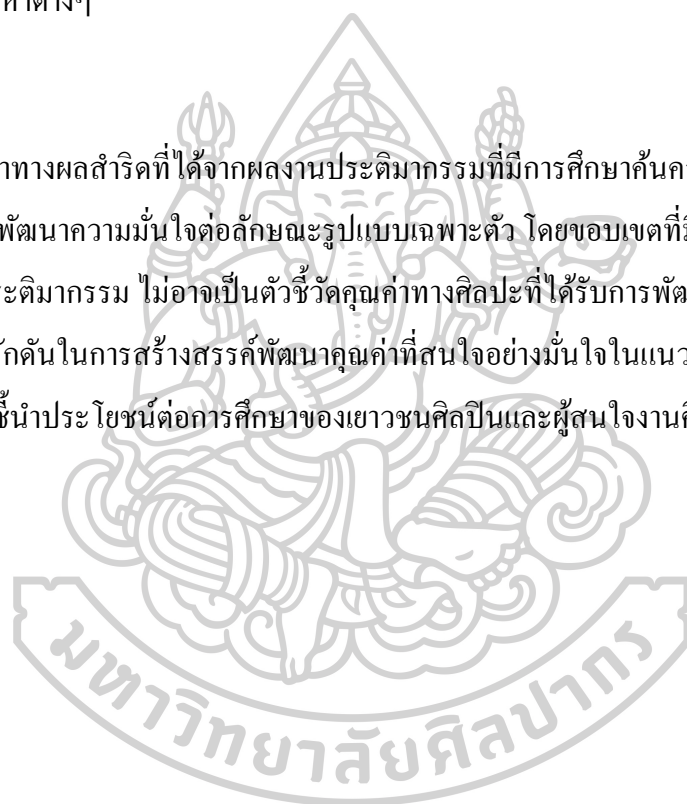 าทางผลสำริดที่ได้จากผลงานประติมากรรมที่มีการศึกษาค้นคว
พัฒนาความมั่นใจต่อลักษณะรูปแบบเฉพาะตัว โดยขอบเขตที่มี
ระติมากรรม ไม่อาจเป็นตัวชี้วัดคุณค่าทางศิลปะที่ได้รับการพัฒ
ักดันในการสร้างสรรค์พัฒนาคุณค่าที่สนใจอย่างมั่นใจในแนว
ชี้นำประโยชน์ต่อการศึกษาของเยาวชนศิลปินและผู้สนใจงานศิ
มหาวิทยาลัยศิลปากร